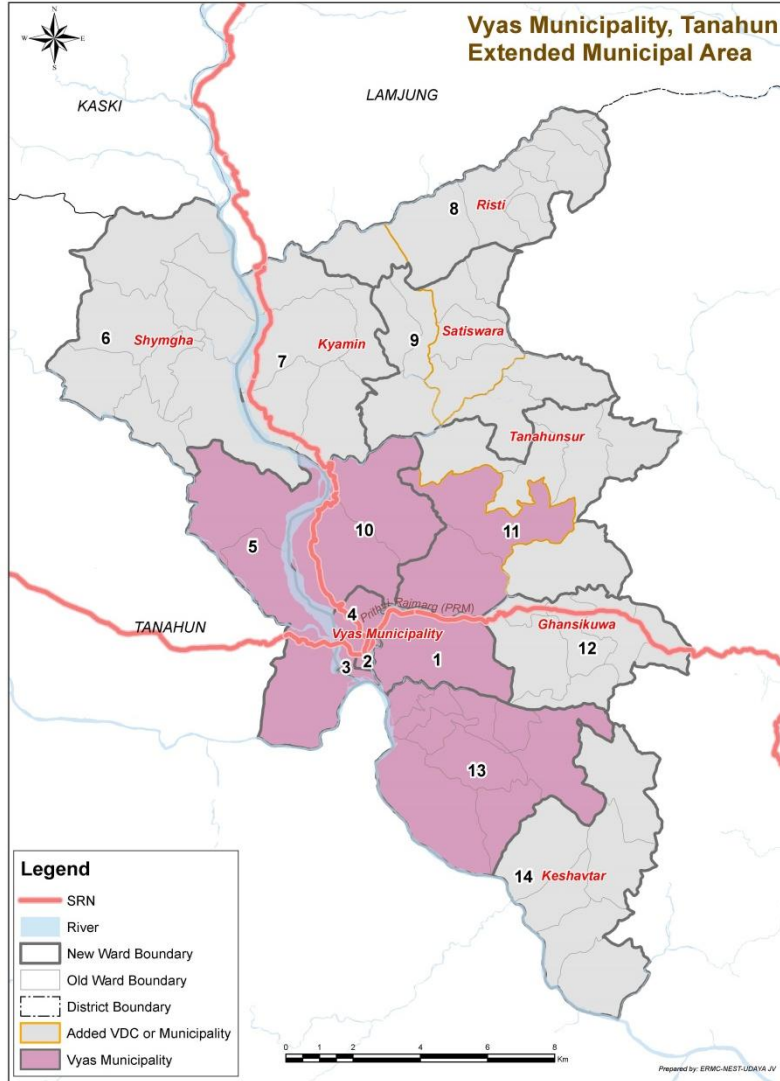 Vyas Municipality, Tanahun
Extended Municipal Area
N
W E
S
KASKI
LAMJUNG
8
Risti
6
Shymgha
7
Kyamin
9
Satiswara
Tanahunsur
5
10
11
4
Prithvi Rajmarg (PRM)
TANAHUN
Vyas Municipality
Ghansikuwa
12
3
2
1
13
14
Keshavtar
Legend
SRN
River
New Ward Boundary
Old Ward Boundary
District Boundary
Added VDC or Municipality
Vyas Municipality
0 1 2 4 6 8
Km
Prepared by: ERMC-NEST-UDAYA JV